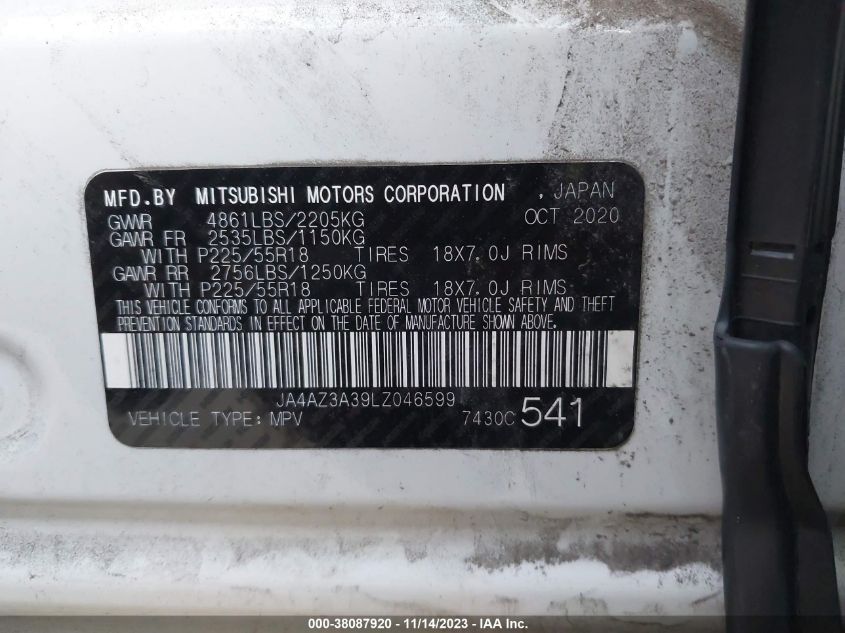 MFD.BY MITSUBISHI MOTORS CORPORATION , JAPAN
GVWR 4861LBS/2205KG OCT 2020
GAWR FR 2535LBS/1150KG
WITH P225/55R18 TIRES 18X7.0J RIMS
GAWR RR 2756LBS/1250KG
WITH P225/55R18 TIRES 18X7.0J RIMS
THIS VEHICLE CONFORMS TO ALL APPLICABLE FEDERAL MOTOR VEHICLE SAFETY AND THEFT
PREVENTION STANDARDS IN EFFECT ON THE DATE OF MANUFACTURE SHOWN ABOVE.
JA4AZ3A39LZ046599
VEHICLE TYPE: MPV 7430C 541
000-38087920 - 11/14/2023 - IAA Inc.